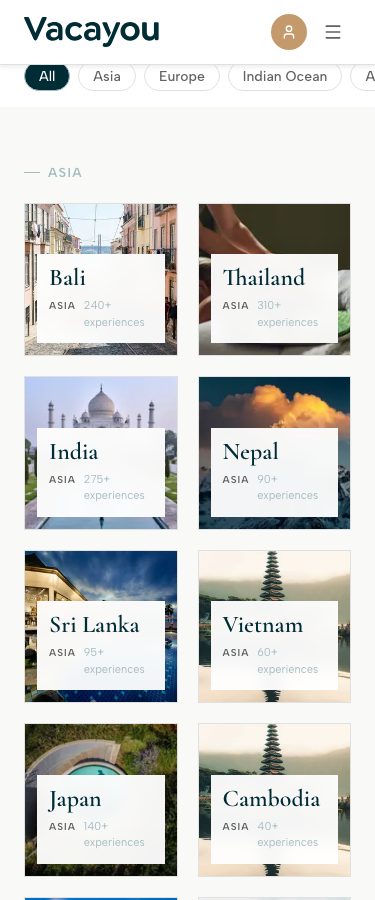 Vacayou
All
Asia
Europe
Indian Ocean
ASIA
Bali
ASIA 240+
experiences
Thailand
ASIA 310+
experiences
India
ASIA 275+
experiences
Nepal
ASIA 90+
experiences
Sri Lanka
ASIA 95+
experiences
Vietnam
ASIA 60+
experiences
Japan
ASIA 140+
experiences
Cambodia
ASIA 40+
experiences